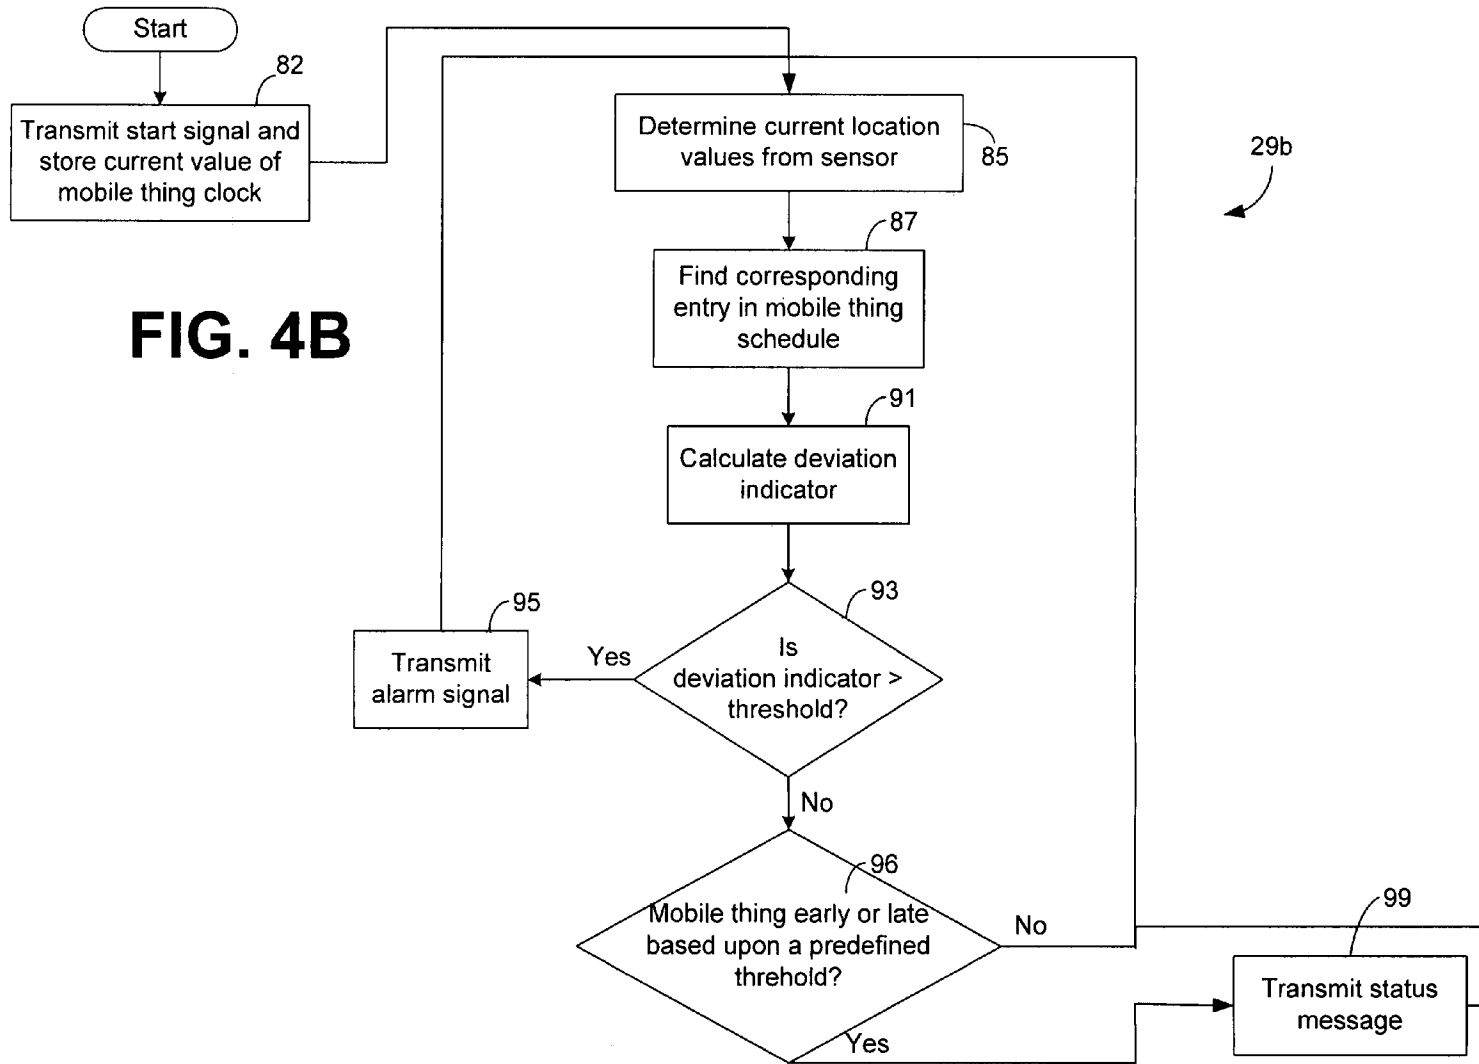 Start
82
Transmit start signal and
store current value of
mobile thing clock
Determine current location
values from sensor
85
29b
87
Find corresponding
entry in mobile thing
schedule
FIG. 4B
91
Calculate deviation
indicator
93
Is
deviation indicator >
threshold?
Yes
95
Transmit
alarm signal
No
96
Mobile thing early or late
based upon a predefined
threhold?
No
Yes
99
Transmit status
message